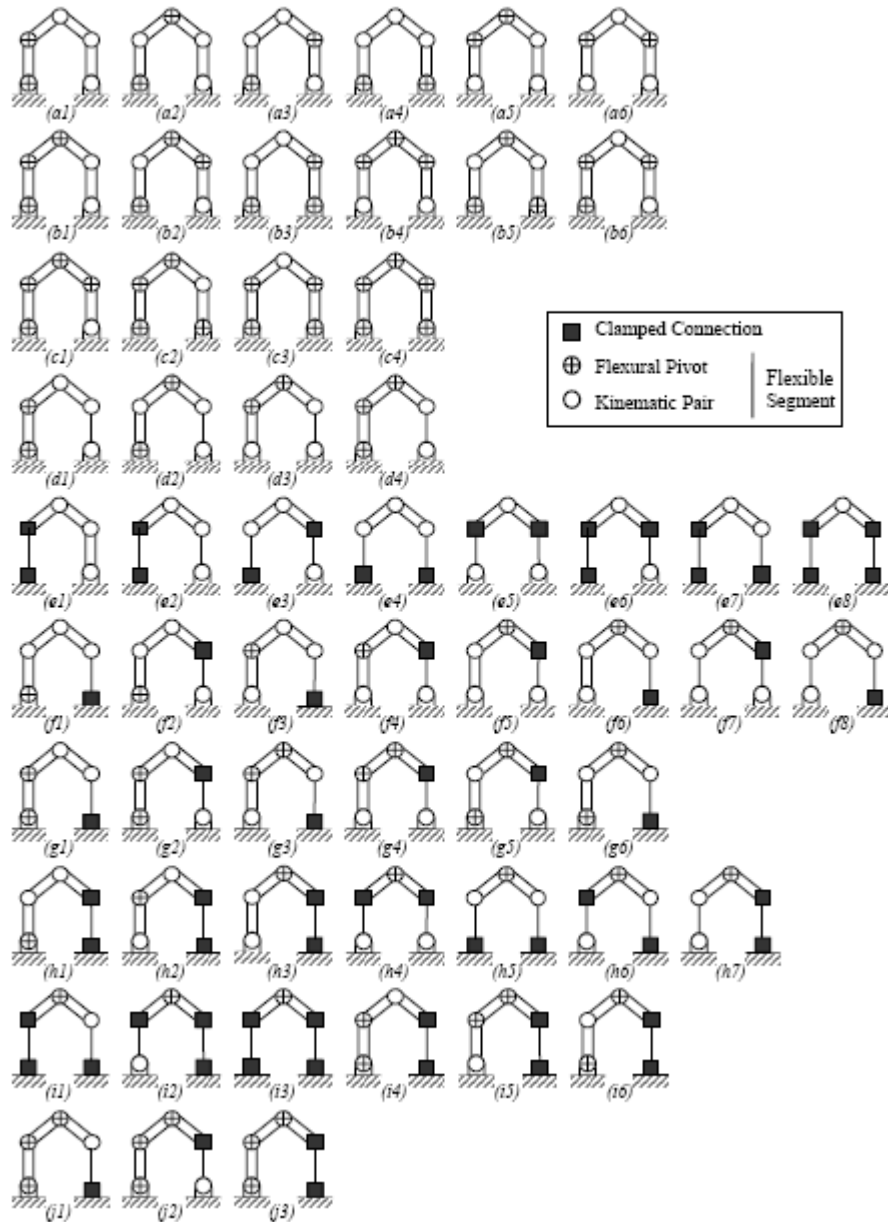 (a1) (a2) (a3) (a4) (a5) (a6)
(b1) (b2) (b3) (b4) (b5) (b6)
(c1) (c2) (c3) (c4)
Clamped Connection
Flexural Pivot
Kinematic Pair
Flexible
Segment
(d1) (d2) (d3) (d4)
(e1) (e2) (e3) (e4) (e5) (e6) (e7) (e8)
(f1) (f2) (f3) (f4) (f5) (f6) (f7) (f8)
(g1) (g2) (g3) (g4) (g5) (g6)
(h1) (h2) (h3) (h4) (h5) (h6) (h7)
(i1) (i2) (i3) (i4) (i5) (i6)
(j1) (j2) (j3)